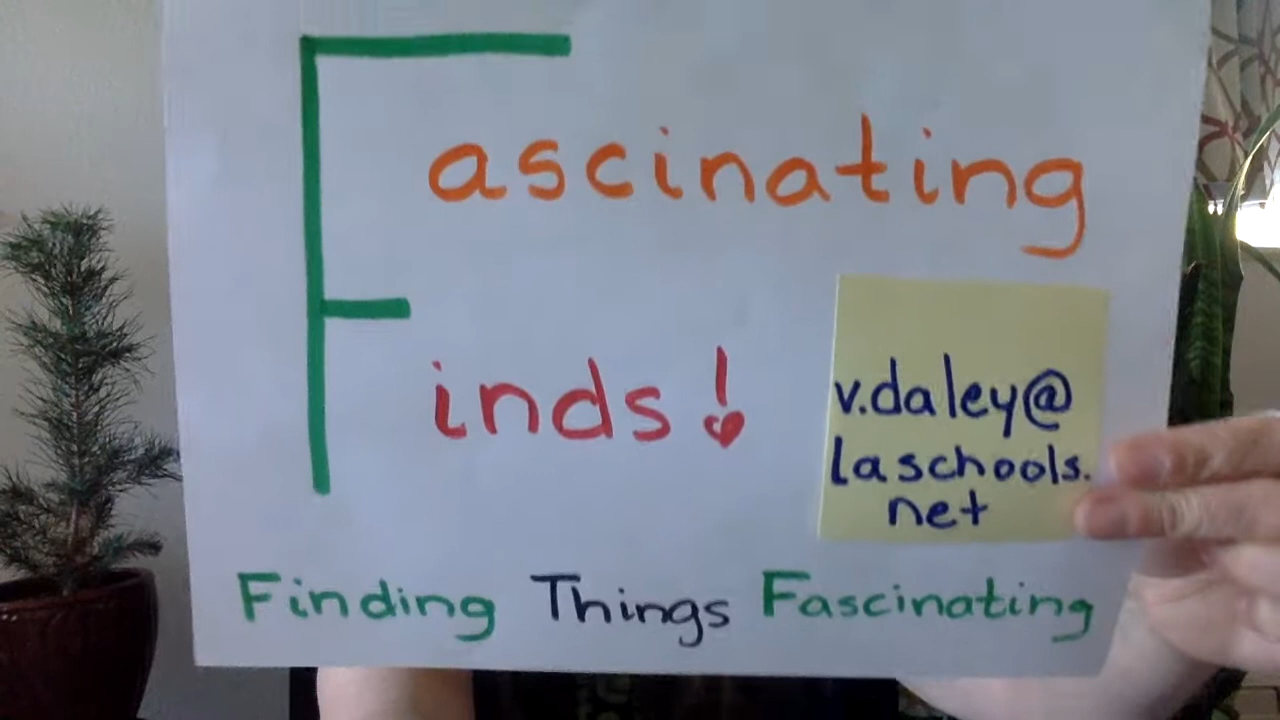 Fascinating
Finds!
v.daley@
laschools.
net
Finding Things Fascinating